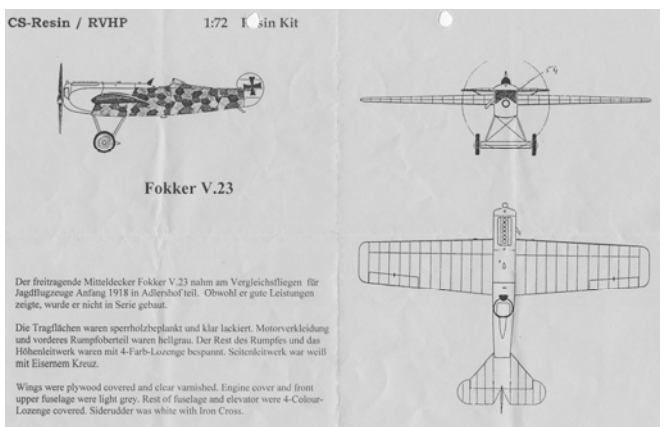 CS-Resin / RVHP
1:72 Resin Kit
Fokker V.23
Der freitragende Mitteldecker Fokker V.23 nahm am Vergleichsfliegen für
Jagdflugzeuge Anfang 1918 in Adlershof teil. Obwohl er gute Leistungen
zeigte, wurde er nicht in Serie gebaut.
Die Tragflächen waren sperrholzbeplankt und klar lackiert. Motorverkleidung
und vorderes Rumpfoberteil waren hellgrau. Der Rest des Rumpfes und das
Höhenleitwerk waren mit 4-Farb-Lozenge bespannt. Seitenleitwerk war weiß
mit Eisernem Kreuz.
Wings were plywood covered and clear varnished. Engine cover and front
upper fuselage were light grey. Rest of fuselage and elevator were 4-Colour-
Lozenge covered. Siderudder was white with Iron Cross.